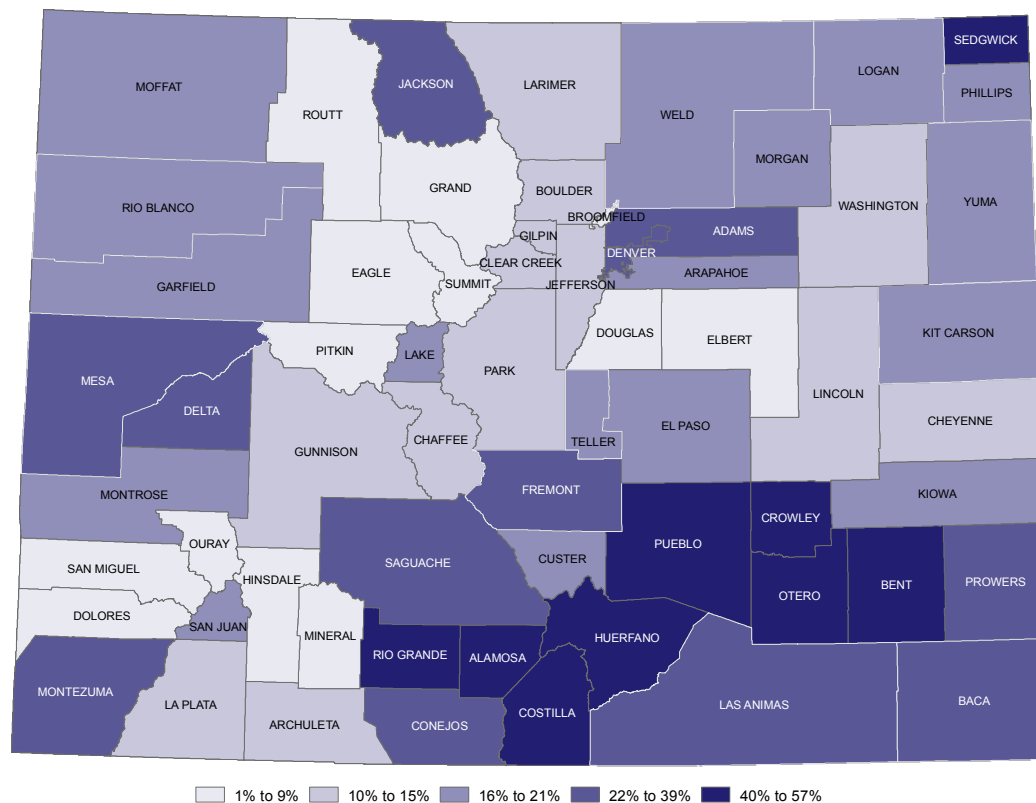 SEDGWICK
LOGAN
MOFFAT
JACKSON
LARIMER
PHILLIPS
ROUTT
WELD
MORGAN
GRAND
BOULDER
YUMA
WASHINGTON
RIO BLANCO
BROOMFIELD
ADAMS
GILPIN
DENVER
CLEAR CREEK
EAGLE
ARAPAHOE
GARFIELD
SUMMIT
JEFFERSON
DOUGLAS
ELBERT
KIT CARSON
PITKIN
LAKE
PARK
MESA
LINCOLN
DELTA
CHEYENNE
EL PASO
CHAFFEE
TELLER
GUNNISON
FREMONT
MONTROSE
KIOWA
CROWLEY
OURAY
PUEBLO
CUSTER
SAGUACHE
SAN MIGUEL
HINSDALE
BENT
PROWERS
OTERO
DOLORES
SAN JUAN
MINERAL
HUERFANO
RIO GRANDE
ALAMOSA
MONTEZUMA
LA PLATA
LAS ANIMAS
BACA
COSTILLA
ARCHULETA
CONEJOS
1% to 9%
10% to 15%
16% to 21%
22% to 39%
40% to 57%